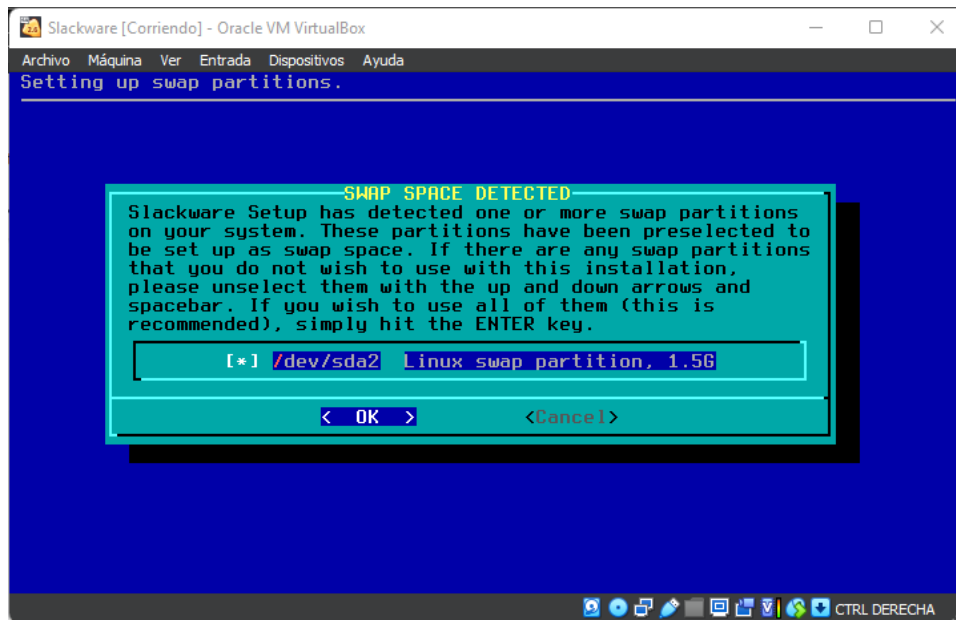 Slackware [Corriendo] - Oracle VM VirtualBox
Archivo Máquina Ver Entrada Dispositivos Ayuda
Setting up swap partitions.
SWAP SPACE DETECTED
Slackware Setup has detected one or more swap partitions
on your system. These partitions have been preselected to
be set up as swap space. If there are any swap partitions
that you do not wish to use with this installation,
please unselect them with the up and down arrows and
spacebar. If you wish to use all of them (this is
recommended), simply hit the ENTER key.
[*] /dev/sda2 Linux swap partition, 1.5G
< OK > <Cancel>
CTRL DERECHA